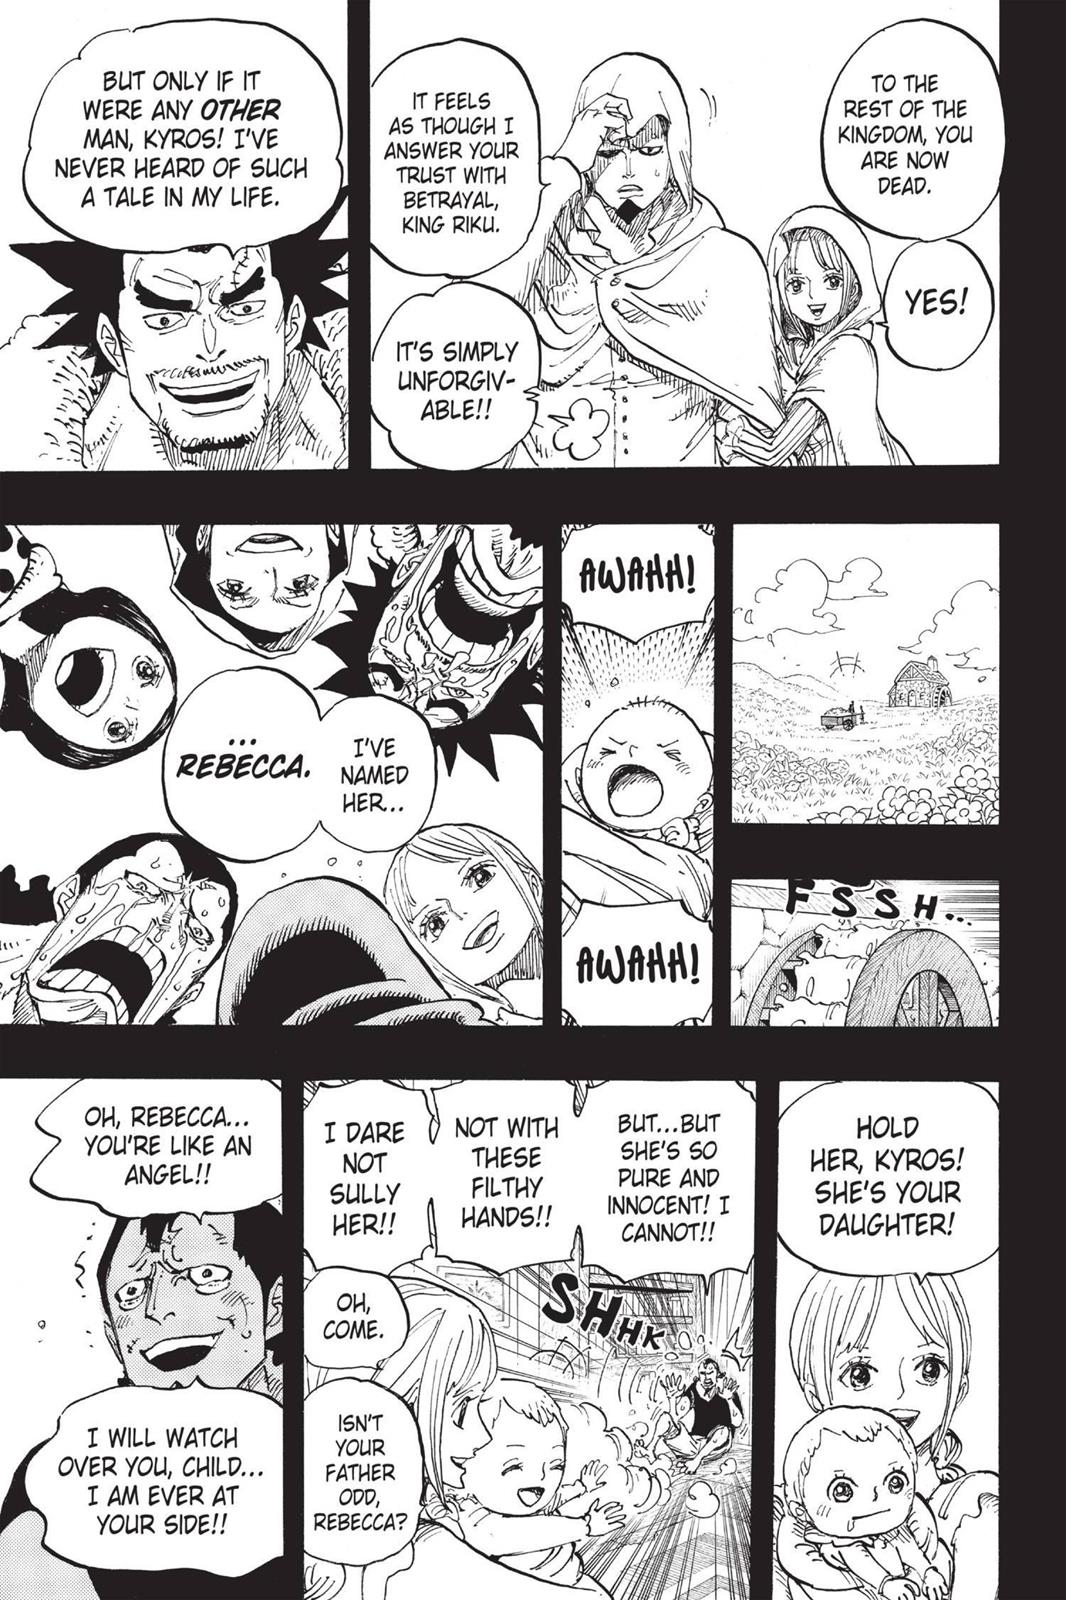 TO THE
REST OF THE
KINGDOM, YOU
ARE NOW
DEAD.
YES!
IT FEELS
AS THOUGH I
ANSWER YOUR
TRUST WITH
BETRAYAL,
KING RIKU.
IT'S SIMPLY
UNFORGIV-
ABLE!!
BUT ONLY IF IT
WERE ANY OTHER
MAN, KYROS! I'VE
NEVER HEARD OF SUCH
A TALE IN MY LIFE.
FSSH...
AWAHH!
AWAHH!
I'VE
NAMED
HER...
...
REBECCA.
HOLD
HER, KYROS!
SHE'S YOUR
DAUGHTER!
BUT...BUT
SHE'S SO
PURE AND
INNOCENT! I
CANNOT!!
NOT WITH
THESE
FILTHY
HANDS!!
I DARE
NOT
SULLY
HER!!
SHHHK
OH,
COME.
ISN'T
YOUR
FATHER
ODD,
REBECCA?
OH, REBECCA...
YOU'RE LIKE AN
ANGEL!!
I WILL WATCH
OVER YOU, CHILD...
I AM EVER AT
YOUR SIDE!!